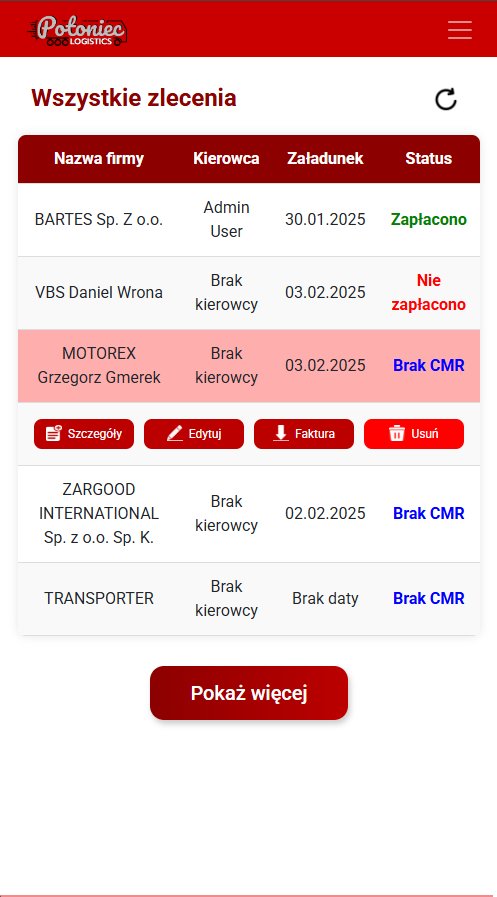 Potoniec
LOGISTICS
Wszystkie zlecenia
Nazwa firmy Kierowca Załadunek Status
BARTES Sp. Z o.o. Admin User 30.01.2025 Zapłacono
VBS Daniel Wrona Brak kierowcy 03.02.2025 Nie zapłacono
MOTOREX Grzegorz Gmerek Brak kierowcy 03.02.2025 Brak CMR
Szczegóły Edytuj Faktura Usuń
ZARGOOD INTERNATIONAL Sp. z o.o. Sp. K. Brak kierowcy 02.02.2025 Brak CMR
TRANSPORTER Brak kierowcy Brak daty Brak CMR
Pokaż więcej